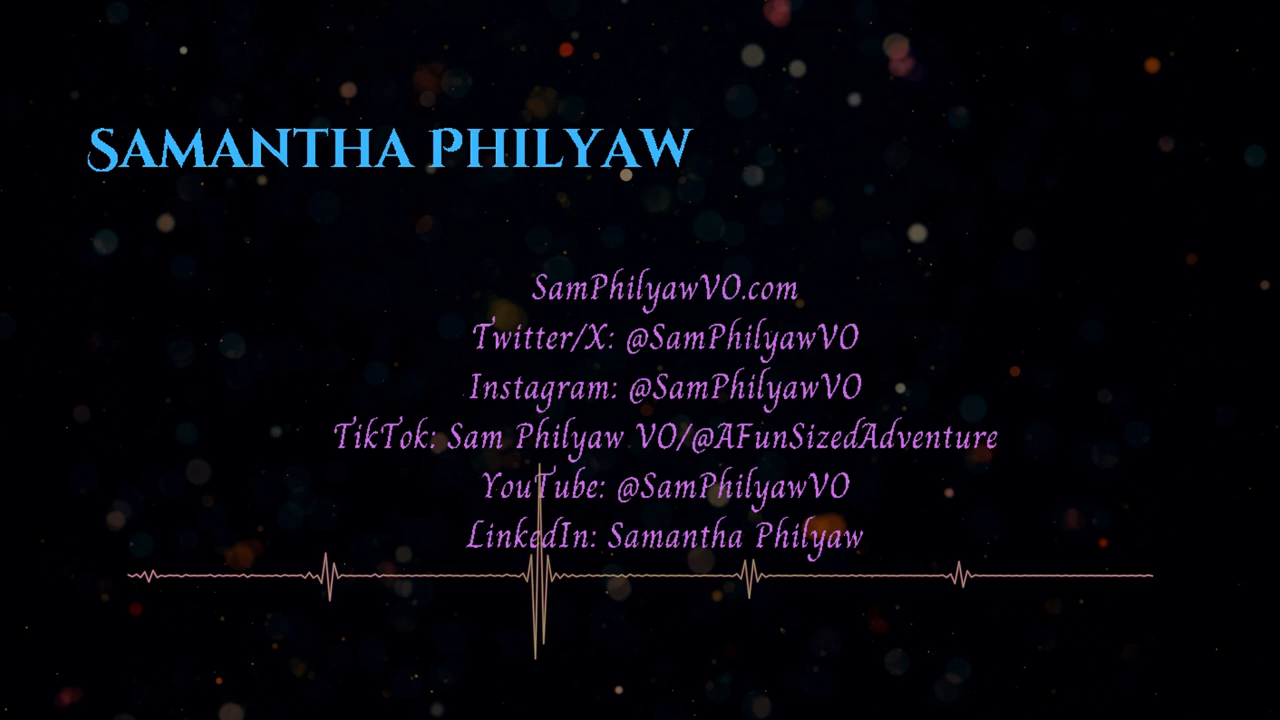 Samantha Philyaw
SamPhilyawVO.com
Twitter/X: @SamPhilyawVO
Instagram: @SamPhilyawVO
TikTok: Sam Philyaw VO/@AFunSizedAdventure
YouTube: @SamPhilyawVO
LinkedIn: Samantha Philyaw